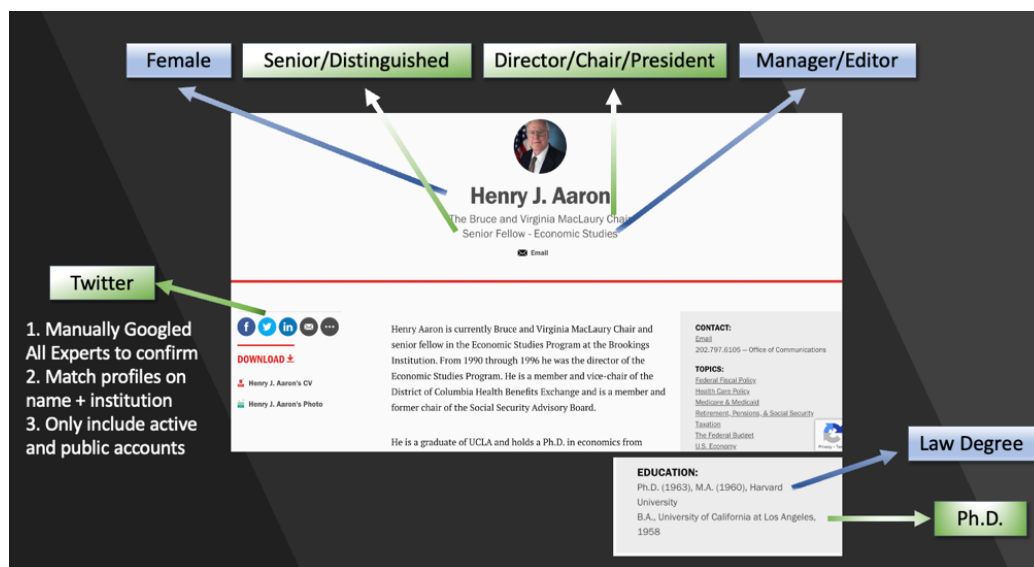 Female
Senior/Distinguished
Director/Chair/President
Manager/Editor
Henry J. Aaron
The Bruce and Virginia MacLaury Chair
Senior Fellow - Economic Studies
Email
Twitter
1. Manually Googled
All Experts to confirm
2. Match profiles on
name + institution
3. Only include active
and public accounts
DOWNLOAD
Henry J. Aaron's CV
Henry J. Aaron's Photo
Henry Aaron is currently Bruce and Virginia MacLaury Chair and
senior fellow in the Economic Studies Program at the Brookings
Institution. From 1990 through 1996 he was the director of the
Economic Studies Program. He is a member and vice-chair of the
District of Columbia Health Benefits Exchange and is a member and
former chair of the Social Security Advisory Board.
He is a graduate of UCLA and holds a Ph.D. in economics from
CONTACT:
Email
202.797.6105 – Office of Communications
TOPICS:
Federal Fiscal Policy
Health Care Policy
Medicare & Medicaid
Retirement, Pensions, & Social Security
Taxation
The Federal Budget
U.S. Economy
EDUCATION:
Ph.D. (1963), M.A. (1960), Harvard
University
B.A., University of California at Los Angeles,
1958
Law Degree
Ph.D.